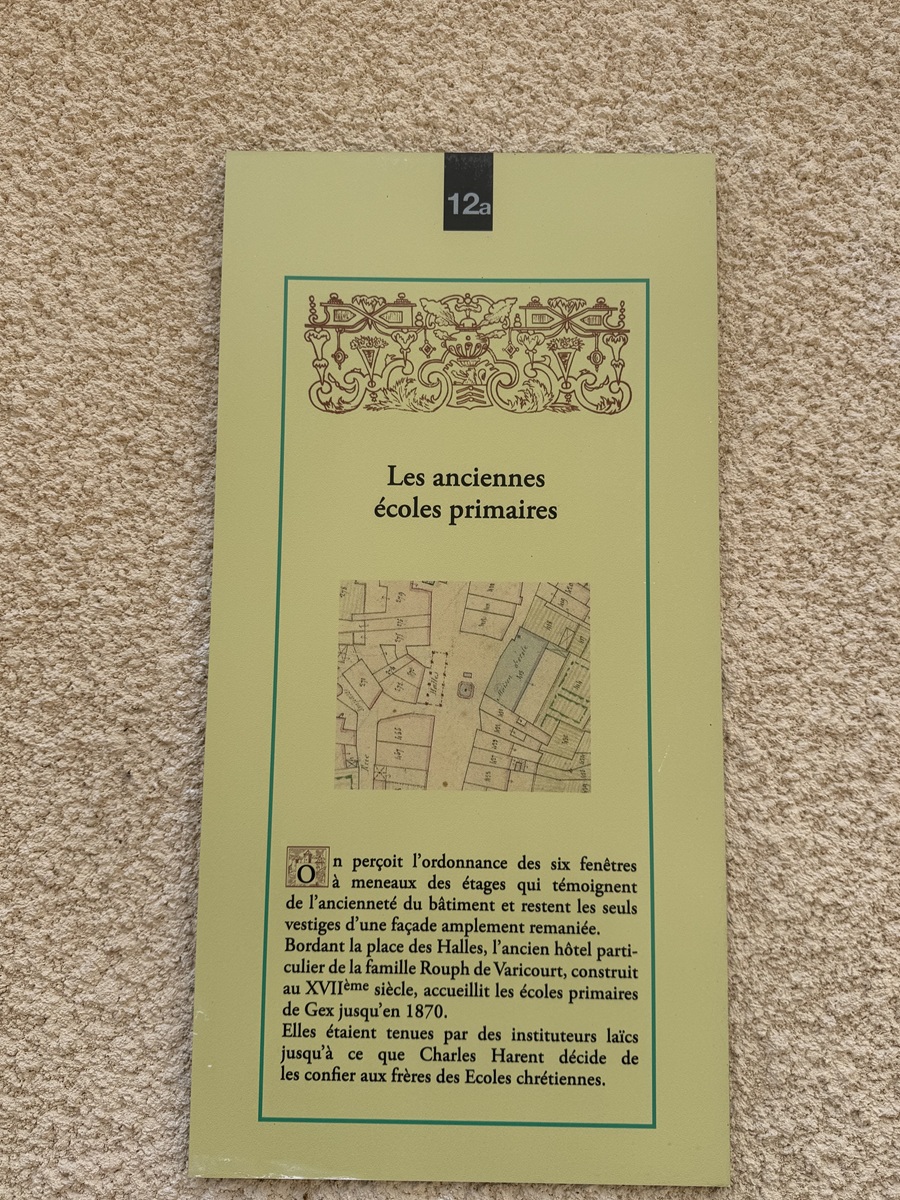 12a
Les anciennes
écoles primaires
Halles
Maison d'école
On perçoit l'ordonnance des six fenêtres
à meneaux des étages qui témoignent
de l'ancienneté du bâtiment et restent les seuls
vestiges d'une façade amplement remaniée.
Bordant la place des Halles, l'ancien hôtel parti-
culier de la famille Rouph de Varicourt, construit
au XVIIème siècle, accueillit les écoles primaires
de Gex jusqu'en 1870.
Elles étaient tenues par des instituteurs laïcs
jusqu'à ce que Charles Harent décide de
les confier aux frères des Ecoles chrétiennes.